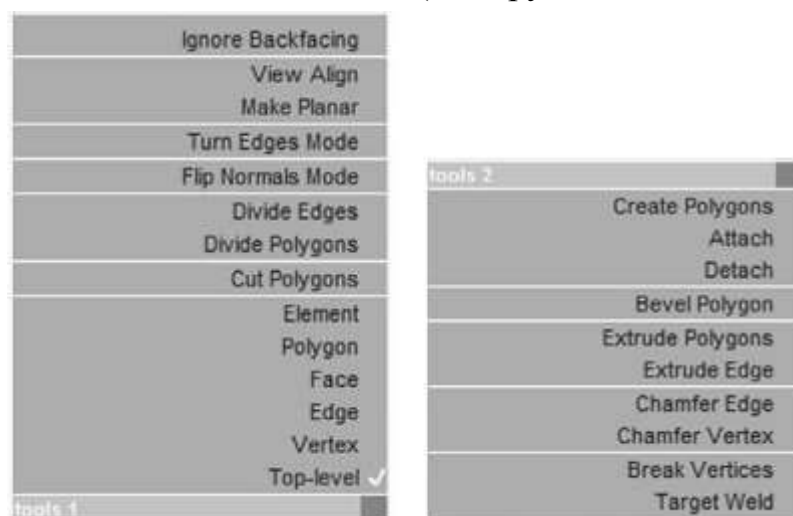 Ignore Backfacing
View Align
Make Planar
Turn Edges Mode
Flip Normals Mode
Divide Edges
Divide Polygons
Cut Polygons
Element
Polygon
Face
Edge
Vertex
Top-level
tools 1
tools 2
Create Polygons
Attach
Detach
Bevel Polygon
Extrude Polygons
Extrude Edge
Chamfer Edge
Chamfer Vertex
Break Vertices
Target Weld